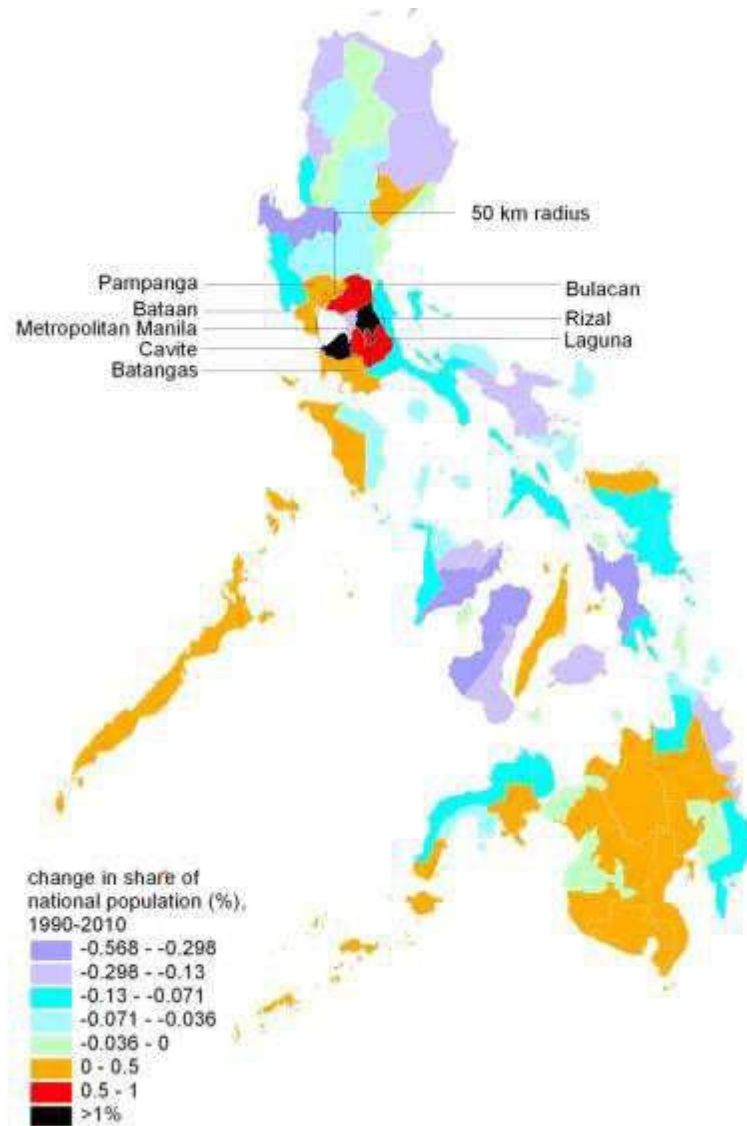 50 km radius
Pampanga
Bulacan
Bataan
Rizal
Metropolitan Manila
Laguna
Cavite
Batangas
change in share of
national population (%),
1990-2010
-0.568 - -0.298
-0.298 - -0.13
-0.13 - -0.071
-0.071 - -0.036
-0.036 - 0
0 - 0.5
0.5 - 1
>1%